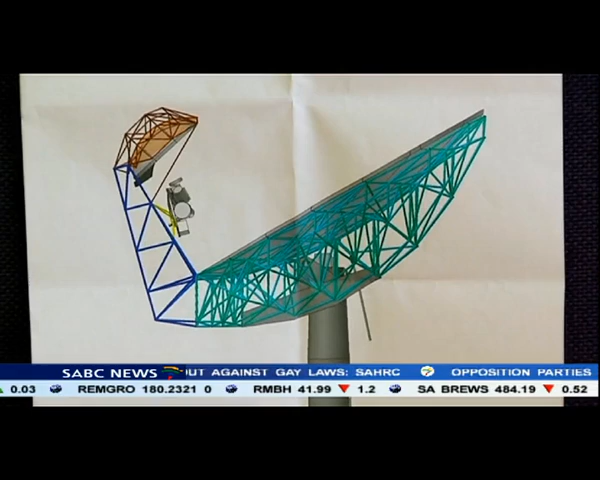 SABC NEWS UT AGAINST GAY LAWS: SAHRC OPPOSITION PARTIES
0.03 REMGRO 180.2321 0 RMBH 41.99 1.2 SA BREWS 484.19 0.52